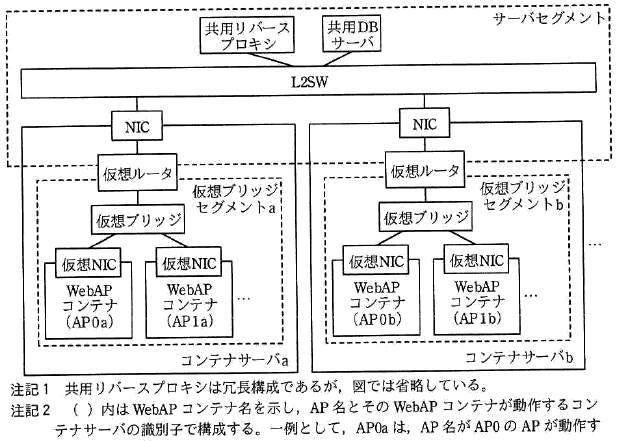 サーバセグメント
共用リバース
プロキシ
共用DB
サーバ
L2SW
NIC
NIC
仮想ルータ
仮想ルータ
仮想ブリッジ
セグメントa
仮想ブリッジ
セグメントb
仮想ブリッジ
仮想ブリッジ
仮想NIC
仮想NIC
仮想NIC
仮想NIC
WebAP
コンテナ
(AP0a)
WebAP
コンテナ
(AP1a)
…
WebAP
コンテナ
(AP0b)
WebAP
コンテナ
(AP1b)
…
…
コンテナサーバa
コンテナサーバb
注記1 共用リバースプロキシは冗長構成であるが,図では省略している。
注記2 ( )内はWebAPコンテナ名を示し,AP名とそのWebAPコンテナが動作するコン
テナサーバの識別子で構成する。一例として,AP0aは,AP名がAP0のAPが動作す